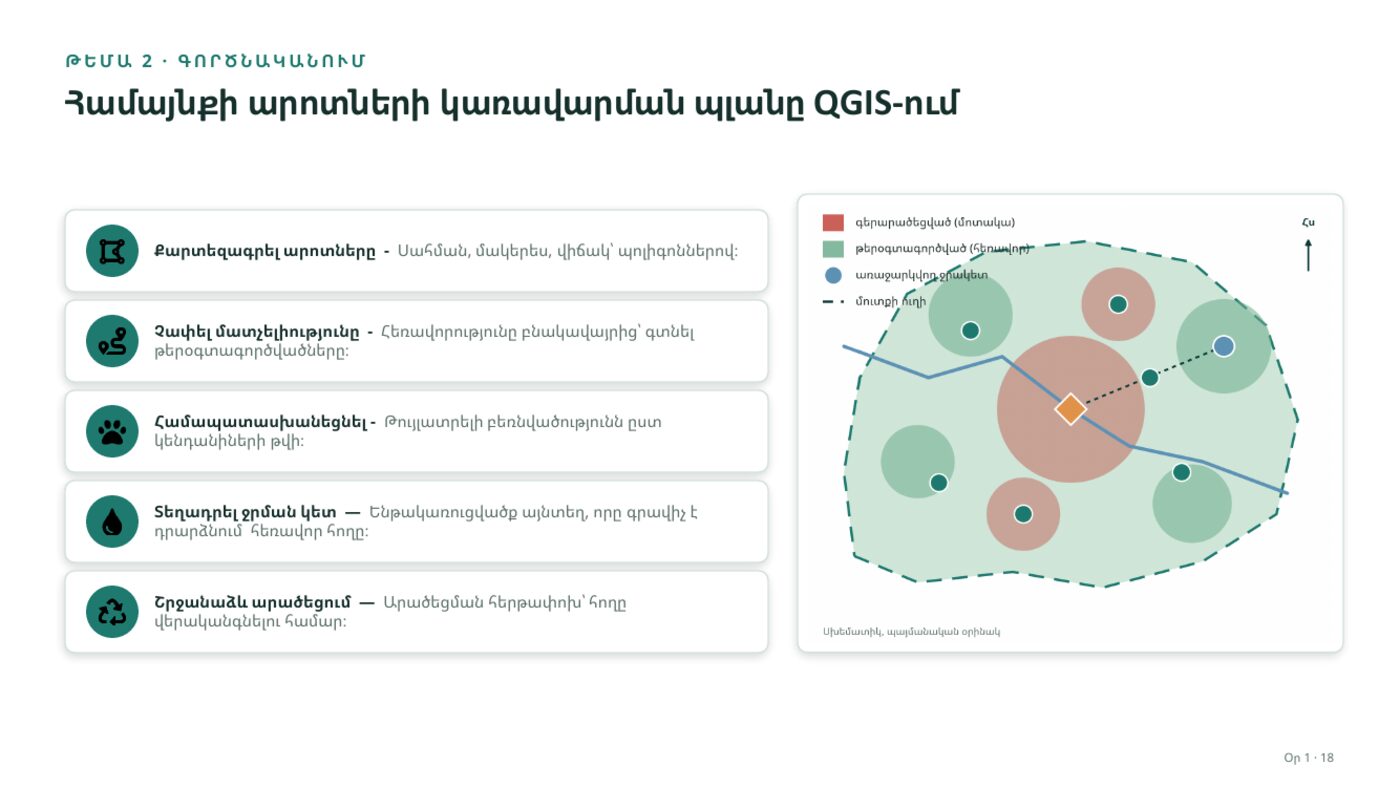 ԹԵՄԱ 2 · ԳՈՐԾՆԱԿԱՆՈՒՄ
Համայնքի արոտների կառավարման պլանը QGIS-ում
Քարտեզագրել արոտները - Սահման, մակերես, վիճակ՝ պոլիգոններով:
Չափել մատչելիությունը - Հեռավորությունը բնակավայրից՝ գտնել
թերօգտագործվածները:
Համապատասխանեցնել - Թույլատրելի բեռնվածությունն ըստ
կենդանիների թվի:
Տեղադրել ջրման կետ — Ենթակառուցվածք այնտեղ, որը գրավիչ է
դրարձնում հեռավոր հողը:
Շրջանաձև արածեցում — Արածեցման հերթափոխ՝ հողը
վերականգնելու համար:
գերարածեցված (մոտակա)
թերօգտագործված (հեռավոր)
առաջարկվող ջրակետ
մուտքի ուղի
Հս
Սխեմատիկ, պայմանական օրինակ
Օր 1 · 18